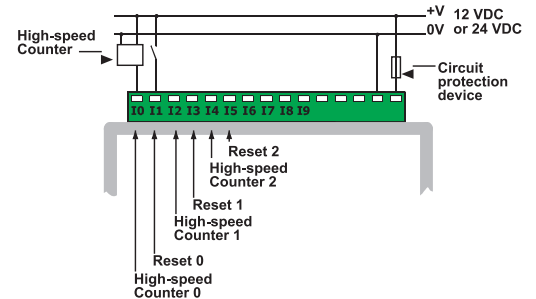 +V 12 VDC
0V or 24 VDC
High-speed
Counter
Circuit
protection
device
I0 I1 I2 I3 I4 I5 I6 I7 I8 I9
Reset 2
High-speed
Counter 2
Reset 1
High-speed
Counter 1
Reset 0
High-speed
Counter 0